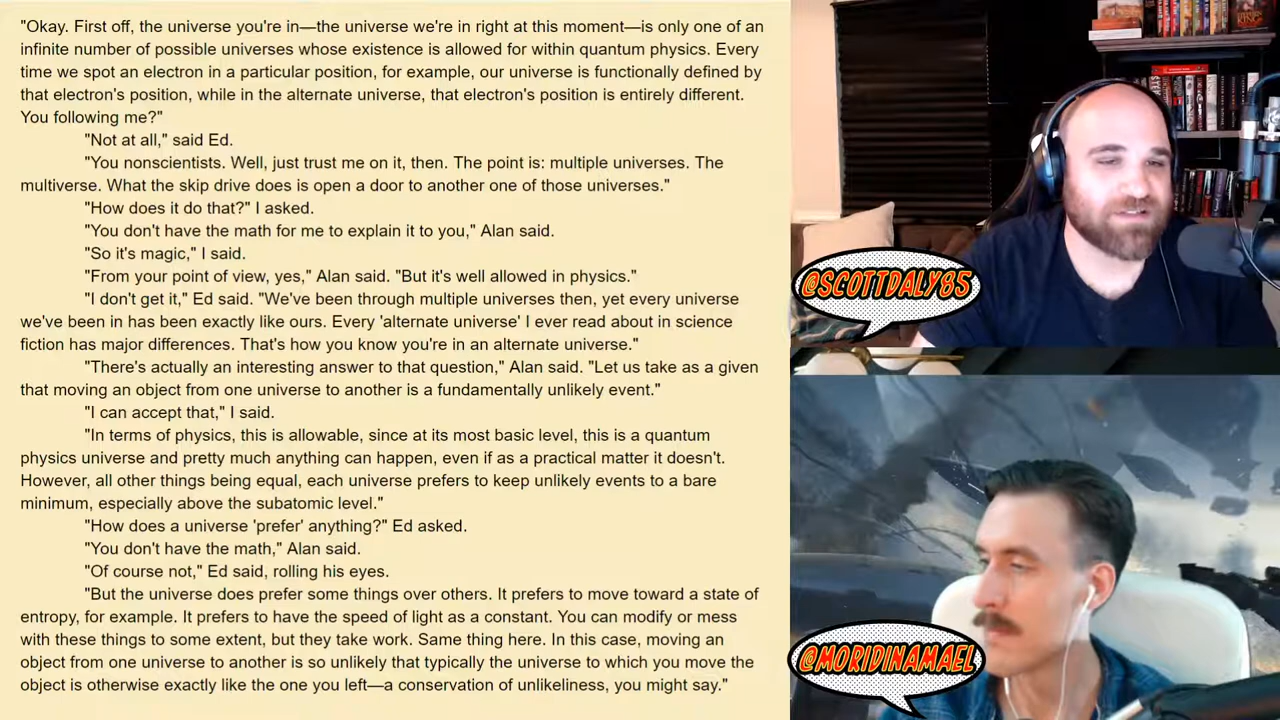 "Okay. First off, the universe you're in—the universe we're in right at this moment—is only one of an
infinite number of possible universes whose existence is allowed for within quantum physics. Every
time we spot an electron in a particular position, for example, our universe is functionally defined by
that electron's position, while in the alternate universe, that electron's position is entirely different.
You following me?"
"Not at all," said Ed.
"You nonscientists. Well, just trust me on it, then. The point is: multiple universes. The
multiverse. What the skip drive does is open a door to another one of those universes."
"How does it do that?" I asked.
"You don't have the math for me to explain it to you," Alan said.
"So it's magic," I said.
"From your point of view, yes," Alan said. "But it's well allowed in physics."
"I don't get it," Ed said. "We've been through multiple universes then, yet every universe
we've been in has been exactly like ours. Every 'alternate universe' I ever read about in science
fiction has major differences. That's how you know you're in an alternate universe."
"There's actually an interesting answer to that question," Alan said. "Let us take as a given
that moving an object from one universe to another is a fundamentally unlikely event."
"I can accept that," I said.
"In terms of physics, this is allowable, since at its most basic level, this is a quantum
physics universe and pretty much anything can happen, even if as a practical matter it doesn't.
However, all other things being equal, each universe prefers to keep unlikely events to a bare
minimum, especially above the subatomic level."
"How does a universe 'prefer' anything?" Ed asked.
"You don't have the math," Alan said.
"Of course not," Ed said, rolling his eyes.
"But the universe does prefer some things over others. It prefers to move toward a state of
entropy, for example. It prefers to have the speed of light as a constant. You can modify or mess
with these things to some extent, but they take work. Same thing here. In this case, moving an
object from one universe to another is so unlikely that typically the universe to which you move the
object is otherwise exactly like the one you left—a conservation of unlikeliness, you might say."
@SCOTTDALY85
@MORIDINAMAEL